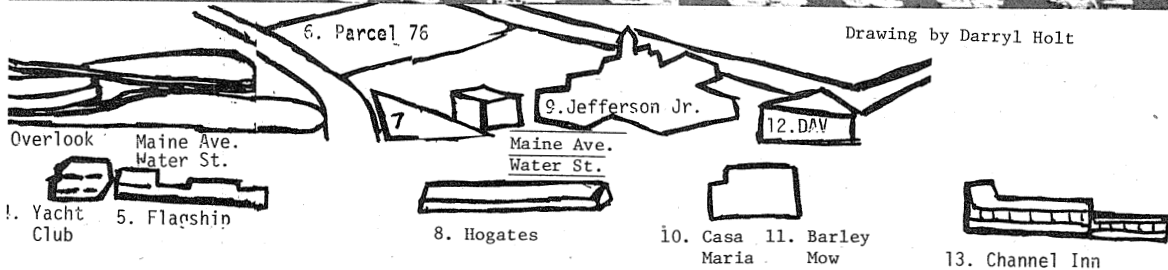 6. Parcel 76
Drawing by Darryl Holt
7
9.Jefferson Jr.
12.DAV
Overlook
Maine Ave.
Water St.
Maine Ave.
Water St.
Yacht
Club
5. Flagship
8. Hogates
10. Casa
Maria
11. Barley
Mow
13. Channel Inn